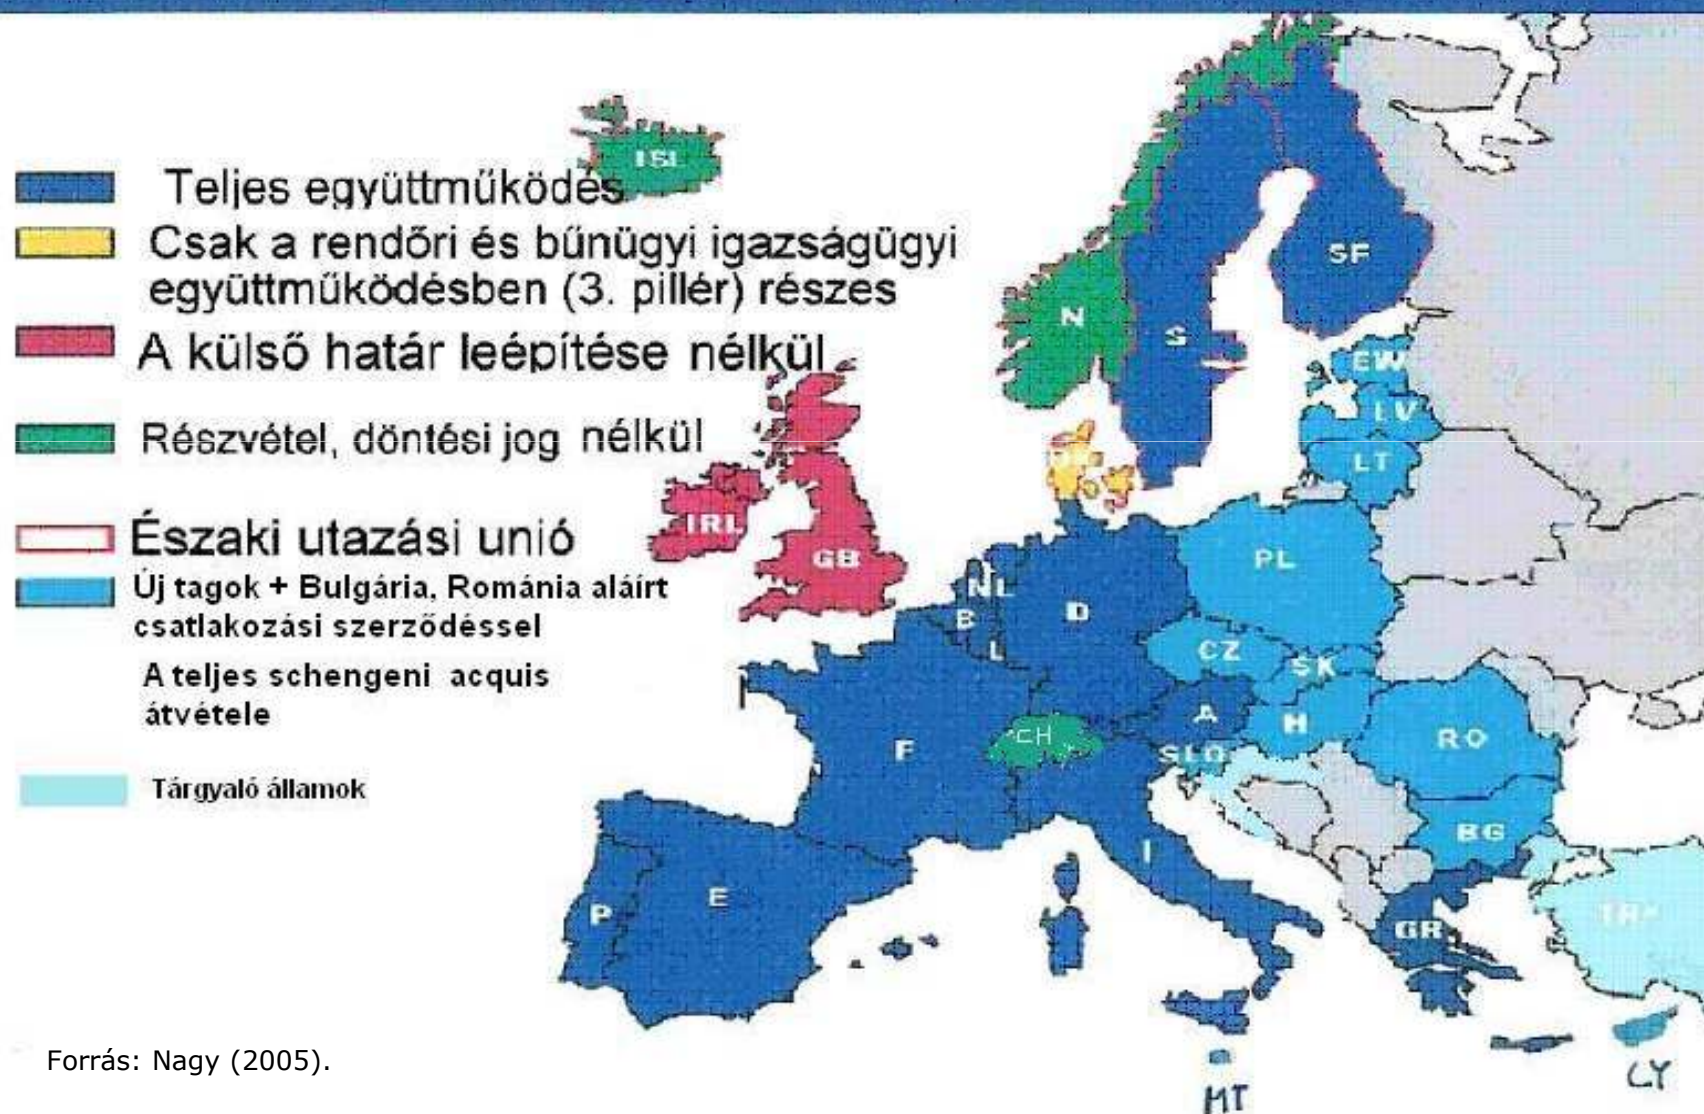 Teljes együttműködés
Csak a rendőri és bűnügyi igazságügyi
együttműködésben (3. pillér) részes
A külső határ leépítése nélkül
Részvétel, döntési jog nélkül
Északi utazási unió
Új tagok + Bulgária, Románia aláírt
csatlakozási szerződéssel
A teljes schengeni acquis
átvétele
Tárgyaló államok
Forrás: Nagy (2005).
ISL
SF
N
S
EW
LV
LT
IRL
GB
PL
NL
B
D
L
CZ
SK
A
H
CH
F
SLO
RO
BG
I
E
P
GR
CY
MT